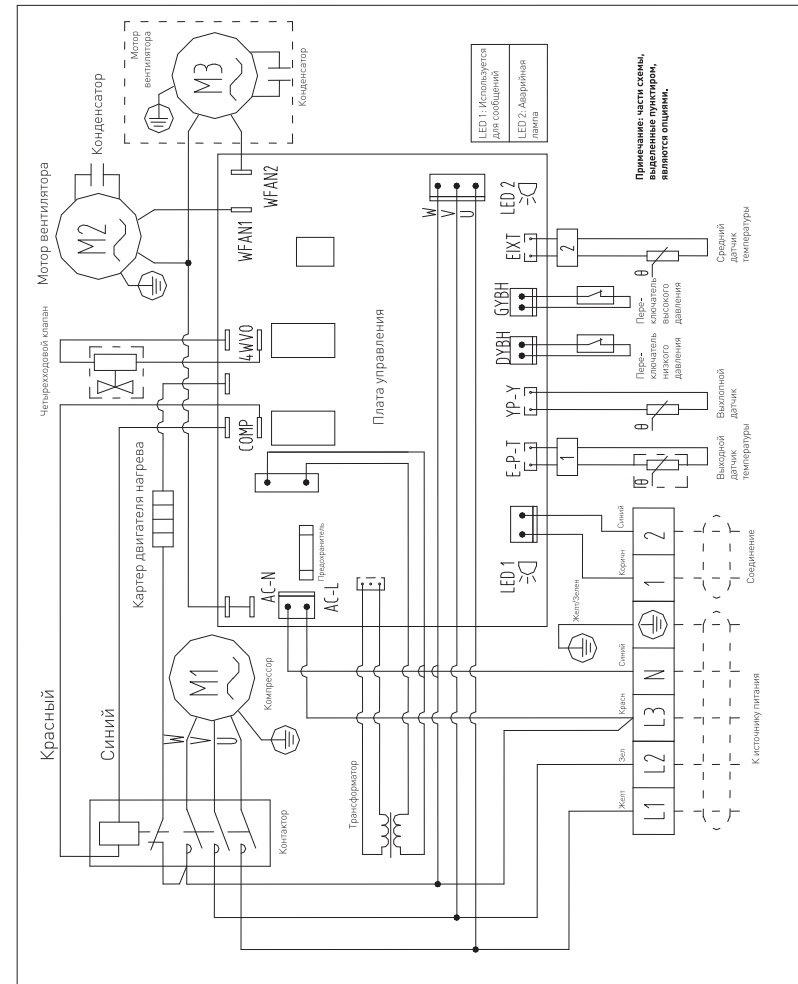 Мотор
вентилятора
M3
Конденсатор
Конденсатор
Мотор вентилятора
M2
WFAN2
WFAN1
LED 1: Используется
для сообщений
LED 2: Аварийная
лампа
Примечание: части схемы,
выделенные пунктиром,
являются опциями.
Четырехходовой клапан
4WVO
COMP
Плата управления
W
V
U
LED 2
EIXT
2
θ
Средний
датчик
температуры
GYBH
Пере-
ключатель
высокого
давления
DYBH
Пере-
ключатель
низкого
давления
YP-Y
θ
Выхлопной
датчик
E-P-T
1
θ
Выходной
датчик
температуры
Картер двигателя нагрева
Предохранитель
AC-N
AC-L
LED 1
Красный
Синий
M1
Компрессор
W
V
U
Контактор
Трансформатор
Синий
Коричн
Желт/Зелен
Синий
Красн
Зел
Желт
2
1
N
L3
L2
L1
Соединение
К источнику питания